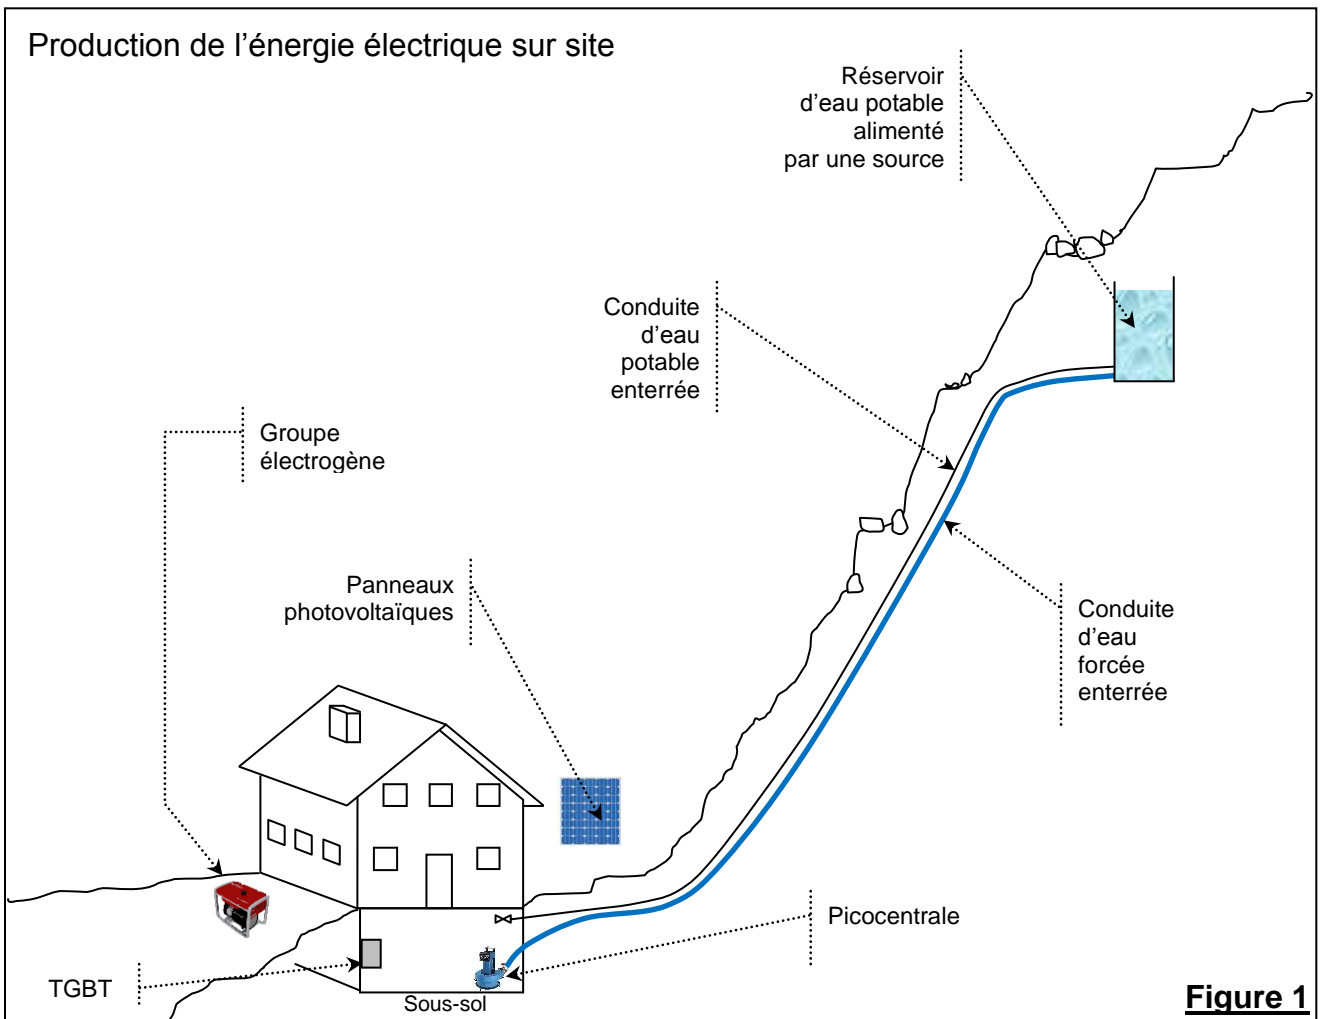 Production de l’énergie électrique sur site
Réservoir
d’eau potable
alimenté
par une source
Conduite
d’eau
potable
enterrée
Groupe
électrogène
Panneaux
photovoltaïques
Conduite
d’eau
forcée
enterrée
Picocentrale
TGBT
Sous-sol
Figure 1